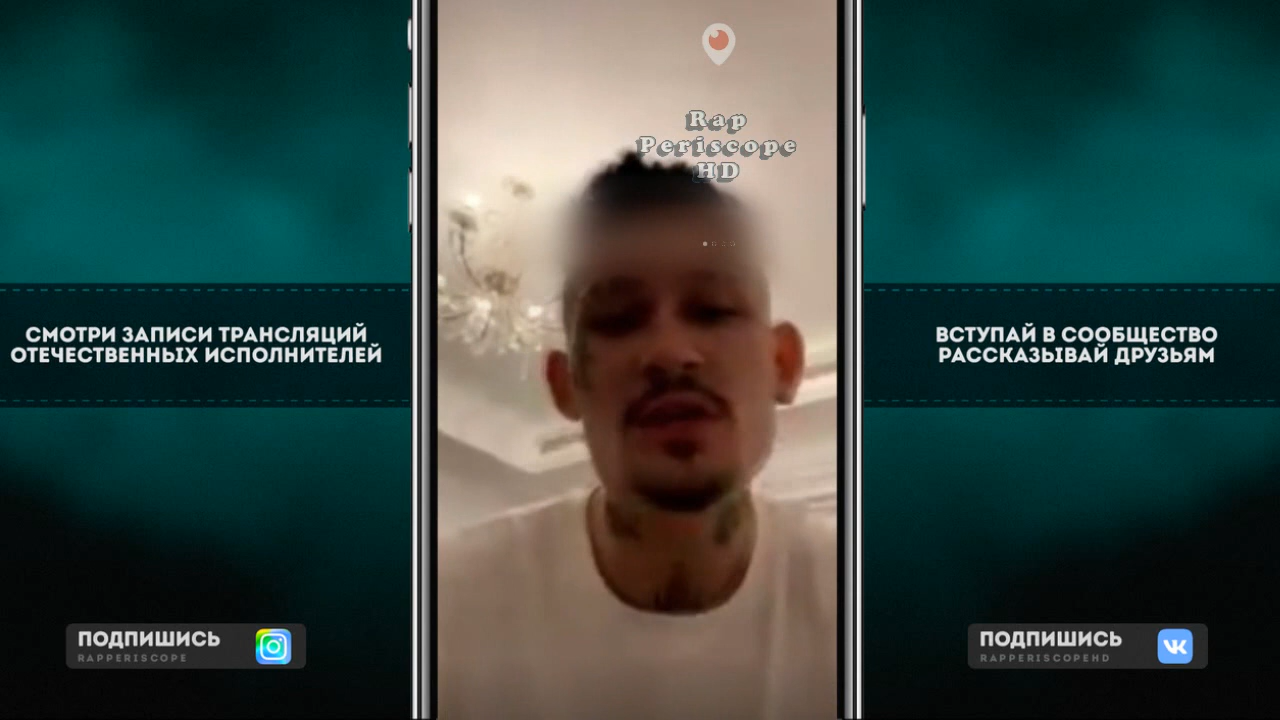 Rap
Periscope
HD
СМОТРИ ЗАПИСИ ТРАНСЛЯЦИЙ
ОТЕЧЕСТВЕННЫХ ИСПОЛНИТЕЛЕЙ
ВСТУПАЙ В СООБЩЕСТВО
РАССКАЗЫВАЙ ДРУЗЬЯМ
ПОДПИШИСЬ
RAPPERISCOPE
ПОДПИШИСЬ
RAPPERISCOPEHD